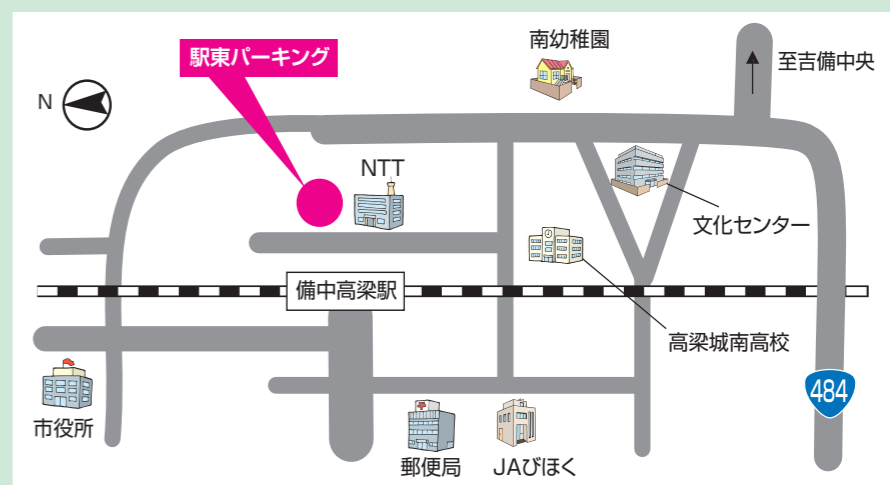 南幼稚園
駅東パーキング
至吉備中央
N
NTT
文化センター
備中高梁駅
高梁城南高校
484
市役所
郵便局
JAびほく